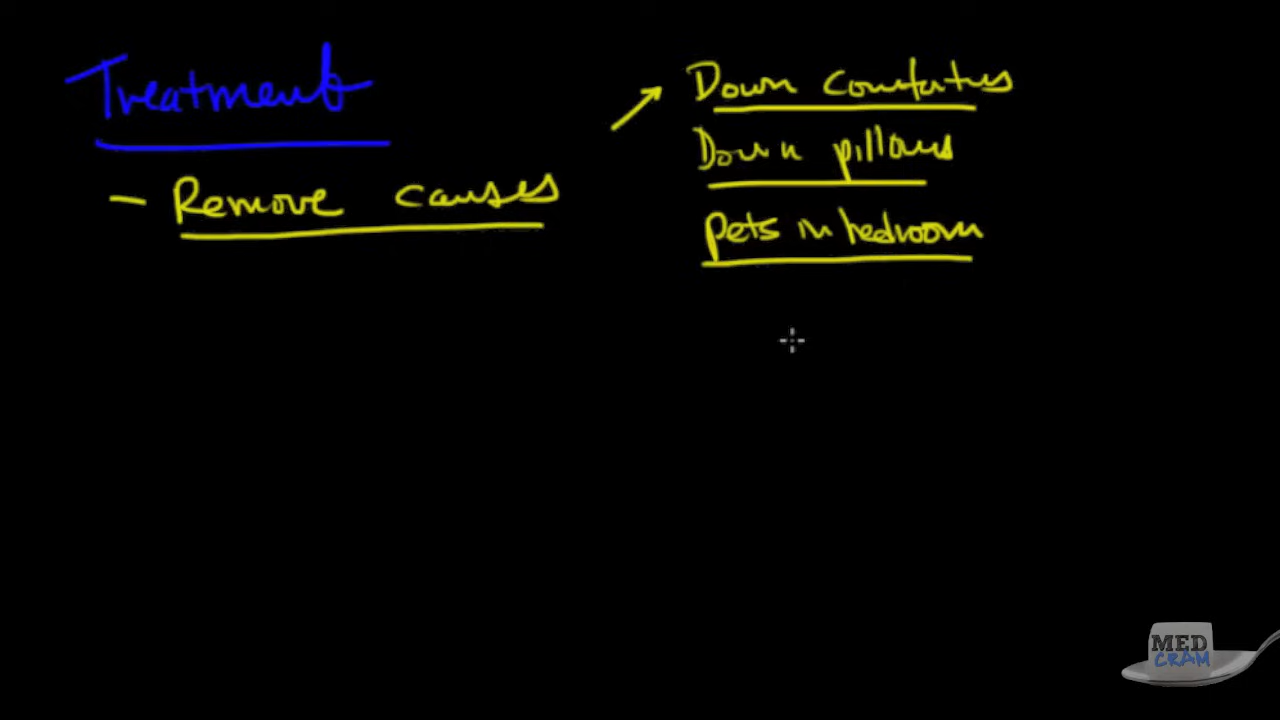 Treatment
- Remove causes
Down comforters
Down pillows
Pets in bedroom
MED
CRAM